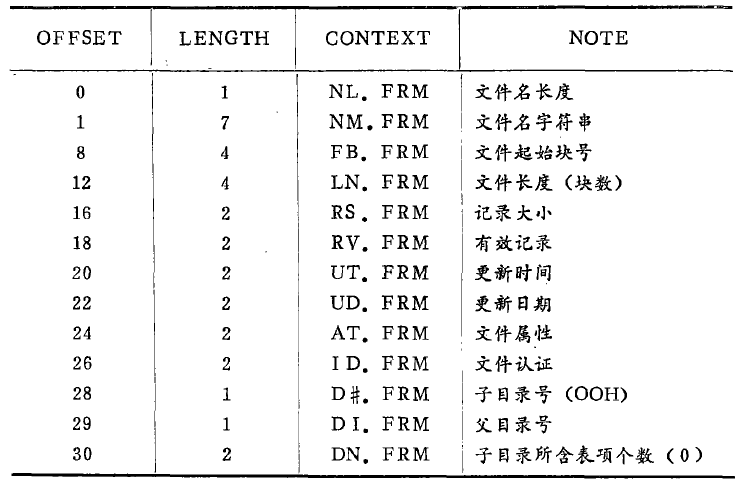 OFFSET LENGTH CONTEXT NOTE
0 1 NL. FRM 文件名长度
1 7 NM. FRM 文件名字符串
8 4 FB. FRM 文件起始块号
12 4 LN. FRM 文件长度（块数）
16 2 RS. FRM 记录大小
18 2 RV. FRM 有效记录
20 2 UT. FRM 更新时间
22 2 UD. FRM 更新日期
24 2 AT. FRM 文件属性
26 2 ID. FRM 文件认证
28 1 D#. FRM 子目录号（OOH）
29 1 DI. FRM 父目录号
30 2 DN. FRM 子目录所含表项个数（0）